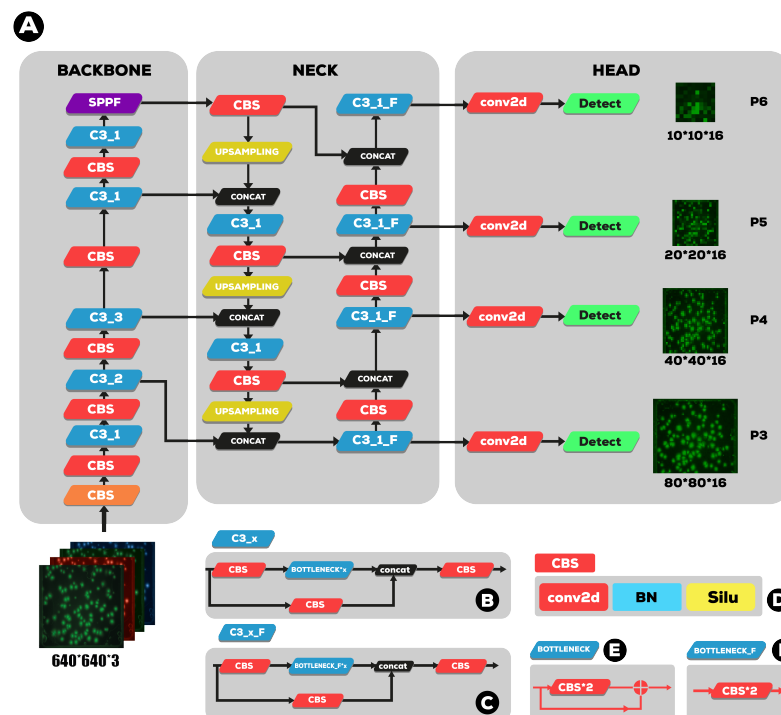 A
BACKBONE
SPPF
C3_1
CBS
C3_1
CBS
C3_3
CBS
C3_2
CBS
C3_1
CBS
CBS
640*640*3
NECK
CBS
UPSAMPLING
CONCAT
C3_1
CBS
UPSAMPLING
CONCAT
C3_1
CBS
UPSAMPLING
CONCAT
C3_1_F
CONCAT
CBS
C3_1_F
CONCAT
CBS
C3_1_F
CONCAT
CBS
C3_1_F
HEAD
conv2d Detect P6
10*10*16
conv2d Detect P5
20*20*16
conv2d Detect P4
40*40*16
conv2d Detect P3
80*80*16
C3_x
CBS BOTTLENECK*x concat CBS
CBS
B
C3_x_F
CBS BOTTLENECK_F*x concat CBS
CBS
C
CBS
conv2d BN Silu
D
BOTTLENECK E
CBS*2
BOTTLENECK_F
CBS*2